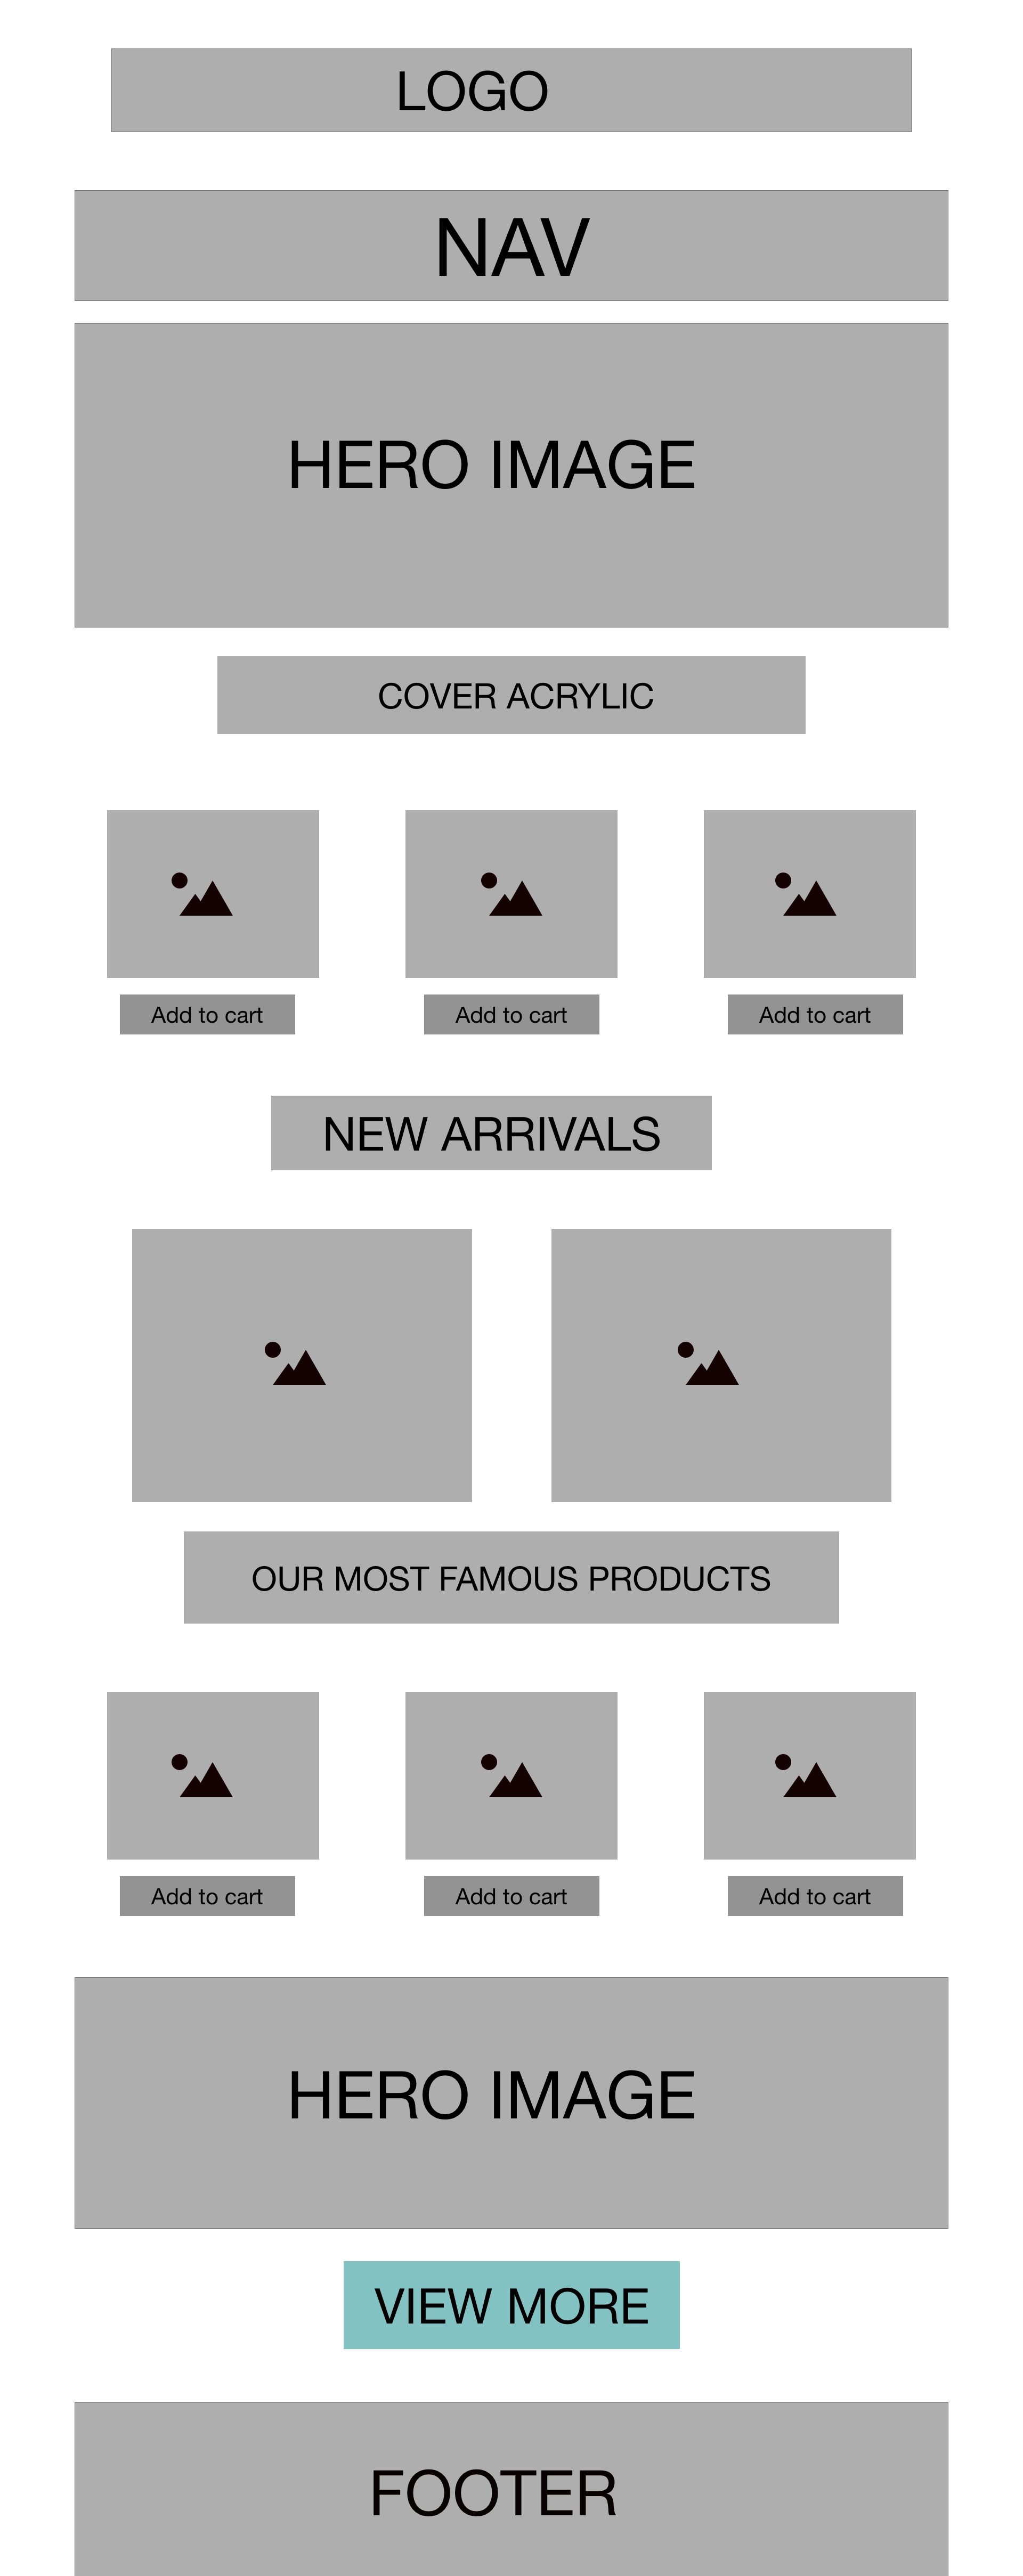 LOGO
NAV
HERO IMAGE
COVER ACRYLIC
Add to cart
Add to cart
Add to cart
NEW ARRIVALS
OUR MOST FAMOUS PRODUCTS
Add to cart
Add to cart
Add to cart
HERO IMAGE
VIEW MORE
FOOTER